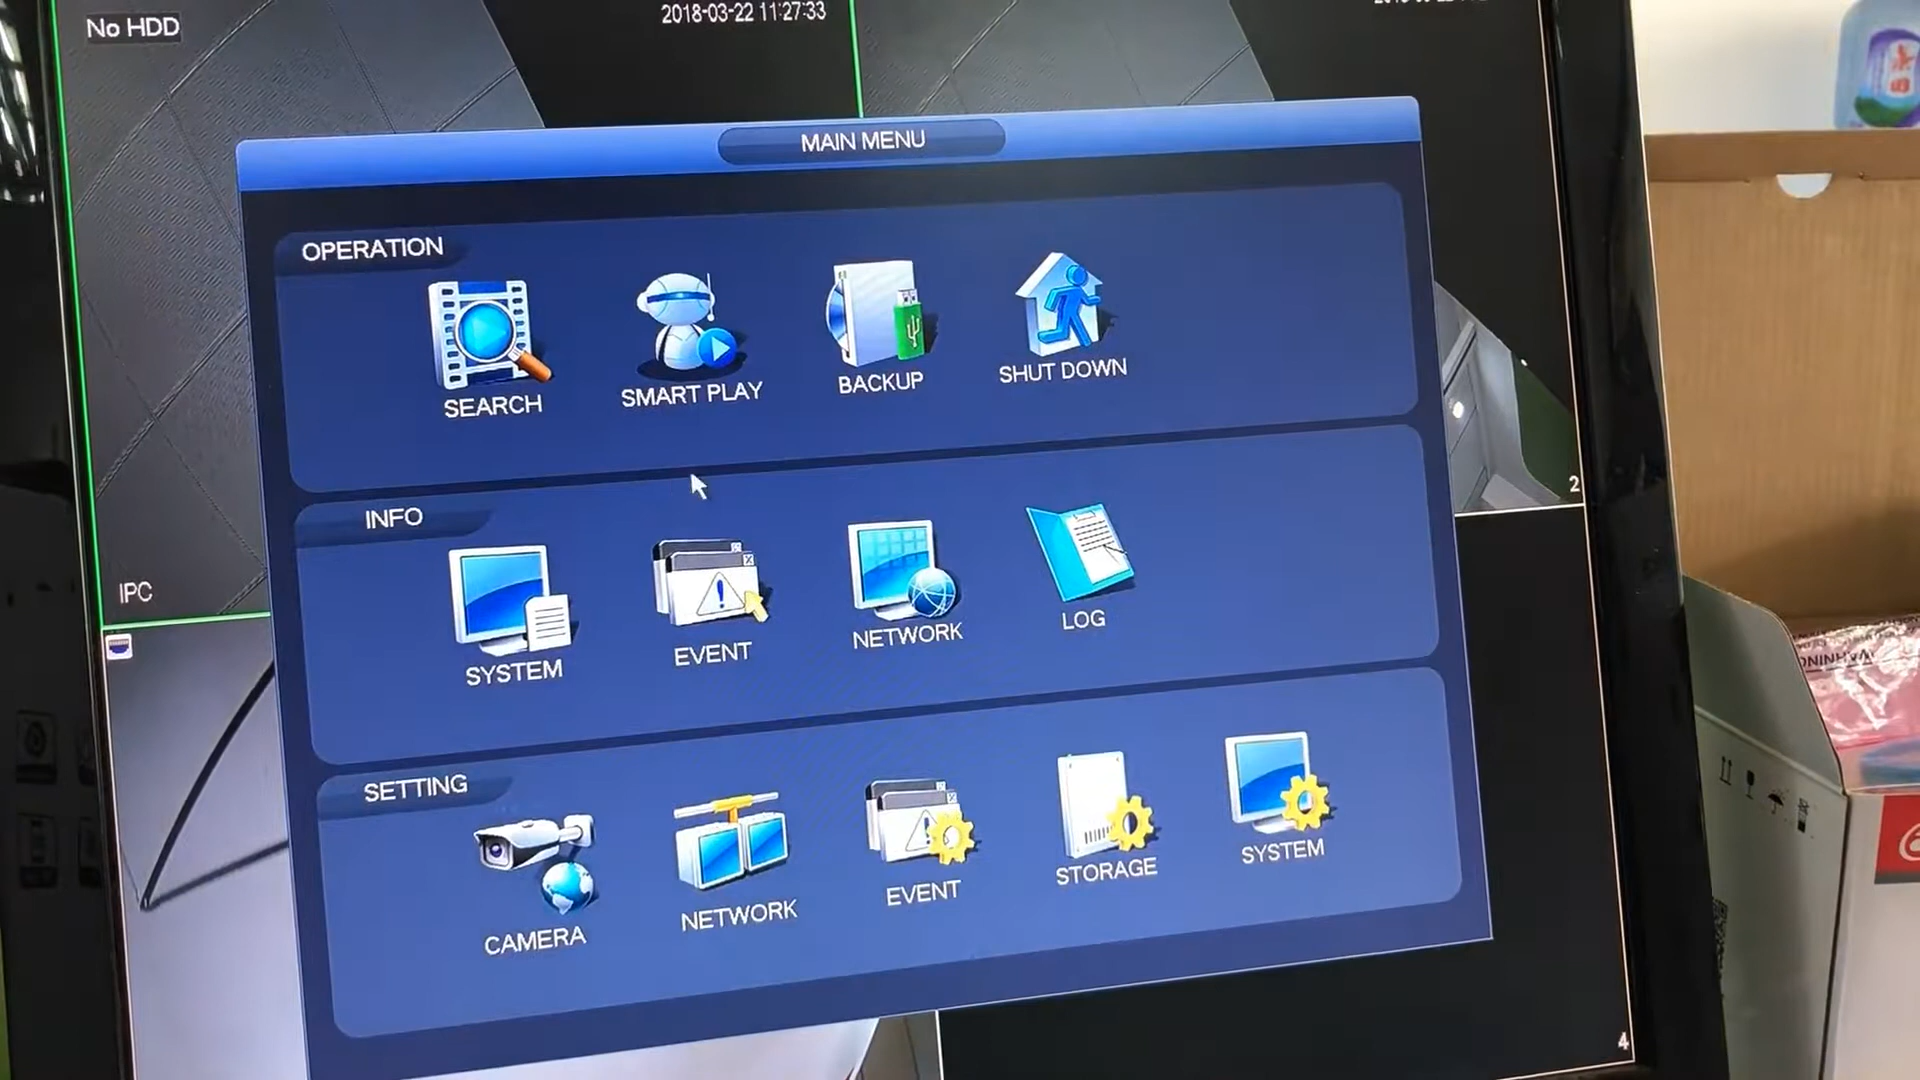 No HDD
2018-03-22 11:27:33
MAIN MENU
OPERATION
SEARCH
SMART PLAY
BACKUP
SHUT DOWN
2
INFO
IPC
SYSTEM
EVENT
NETWORK
LOG
SETTING
CAMERA
NETWORK
EVENT
STORAGE
SYSTEM
4